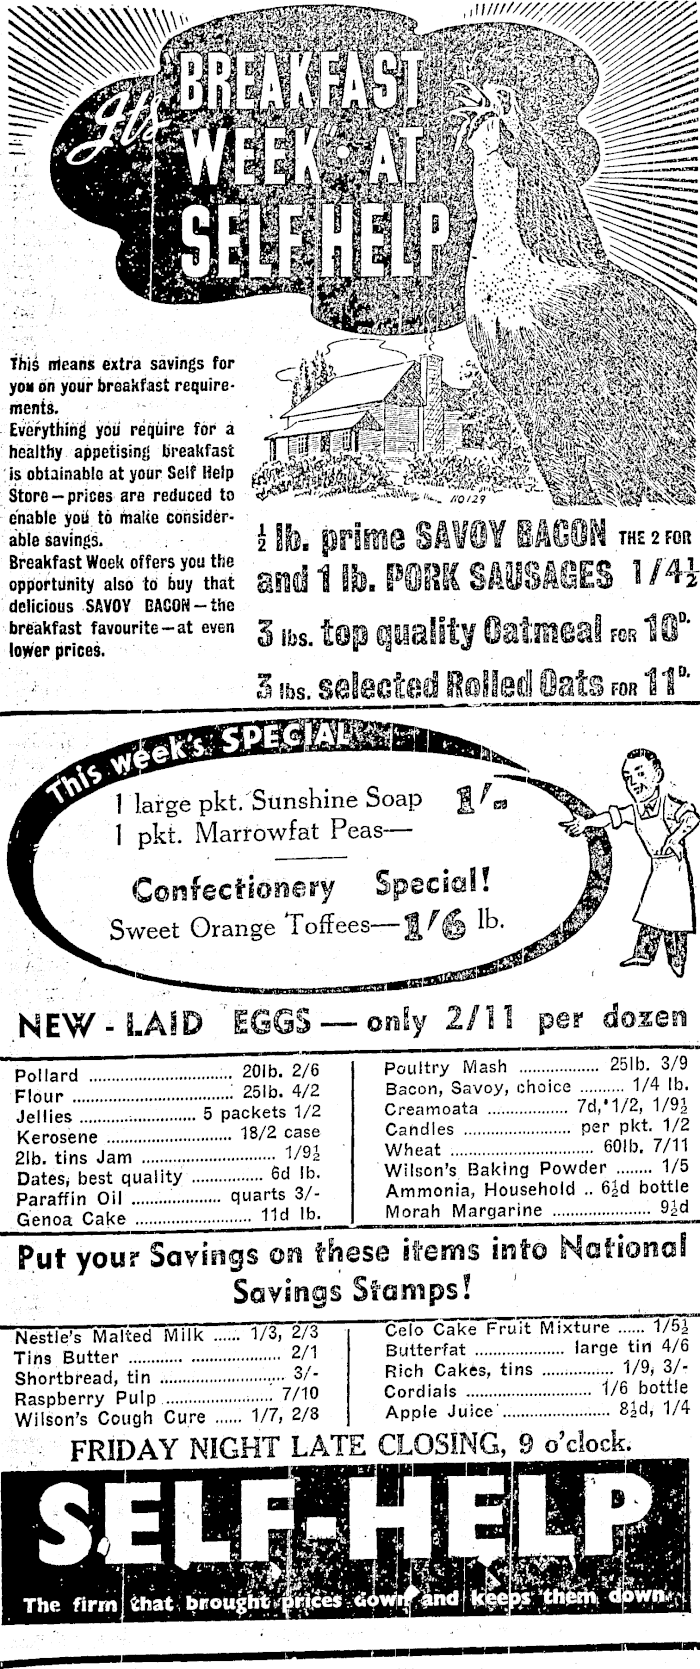 It's "BREAKFAST
WEEK" • AT
SELF HELP
This means extra savings for
you on your breakfast require-
ments.
Everything you require for a
healthy appetising breakfast
is obtainable at your Self Help
Store—prices are reduced to
enable you to make consider-
able savings.
Breakfast Week offers you the
opportunity also to buy that
delicious SAVOY BACON—the
breakfast favourite—at even
lower prices.
110129
½ lb. prime SAVOY BACON THE 2 FOR
and 1 lb. PORK SAUSAGES 1/4½
3 lbs. top quality Oatmeal FOR 10D.
3 lbs. selected Rolled Oats FOR 11D.
This week's SPECIAL
1 large pkt. Sunshine Soap 1'-
1 pkt. Marrowfat Peas—
Confectionery Special!
Sweet Orange Toffees—1'6 lb.
NEW-LAID EGGS — only 2/11 per dozen
Pollard .......... 20lb. 2/6
Flour .......... 25lb. 4/2
Jellies .......... 5 packets 1/2
Kerosene .......... 18/2 case
2lb. tins Jam .......... 1/9½
Dates, best quality .......... 6d lb.
Paraffin Oil .......... quarts 3/-
Genoa Cake .......... 11d lb.
Poultry Mash .......... 25lb. 3/9
Bacon, Savoy, choice .......... 1/4 lb.
Creamoata .......... 7d, 1/2, 1/9½
Candles .......... per pkt. 1/2
Wheat .......... 60lb. 7/11
Wilson's Baking Powder ........ 1/5
Ammonia, Household .. 6½d bottle
Morah Margarine .......... 9½d
Put your Savings on these items into National
Savings Stamps!
Nestle's Malted Milk ...... 1/3, 2/3
Tins Butter .......... 2/1
Shortbread, tin .......... 3/-
Raspberry Pulp .......... 7/10
Wilson's Cough Cure ...... 1/7, 2/8
Celo Cake Fruit Mixture ...... 1/5½
Butterfat .......... large tin 4/6
Rich Cakes, tins .......... 1/9, 3/-
Cordials .......... 1/6 bottle
Apple Juice .......... 8½d, 1/4
FRIDAY NIGHT LATE CLOSING, 9 o'clock.
SELF-HELP
The firm that brought prices down and keeps them down.